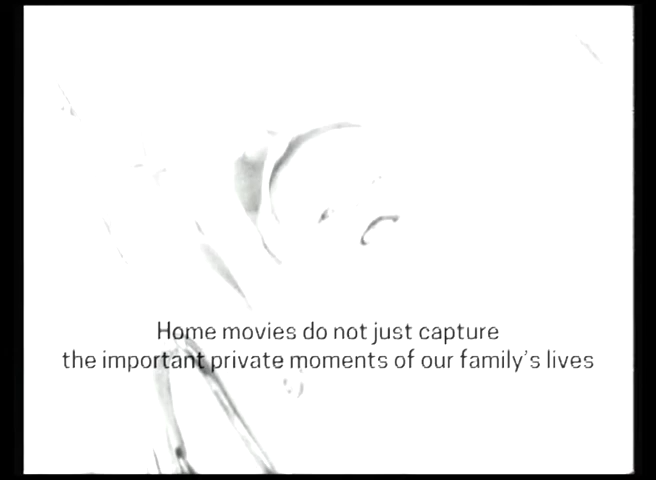 Home movies do not just capture
the important private moments of our family's lives